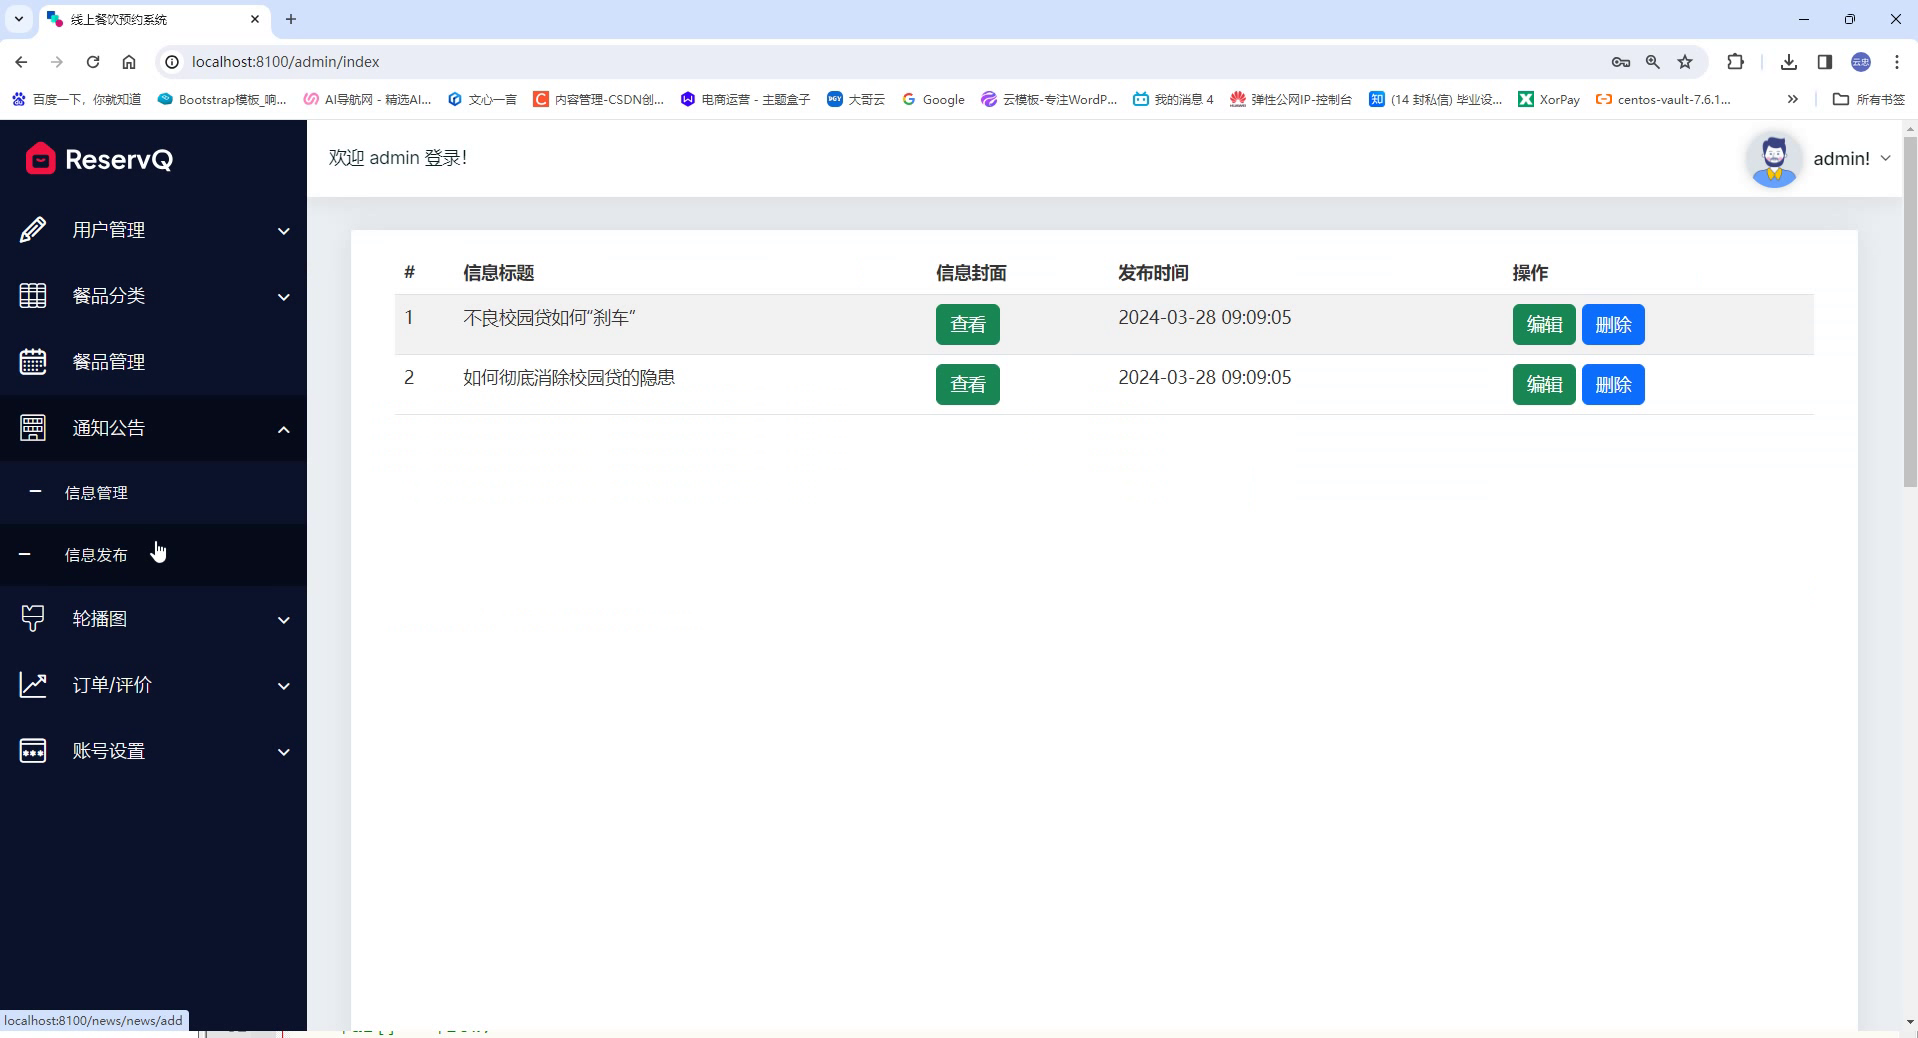 线上餐饮预约系统
localhost:8100/admin/index
云忠
百度一下，你就知道
Bootstrap模板_响...
AI导航网 - 精选AI...
文心一言
内容管理-CSDN创...
电商运营 - 主题盒子
大哥云
Google
云模板-专注WordP...
我的消息 4
弹性公网IP-控制台
(14 封私信) 毕业设...
XorPay
centos-vault-7.6.1...
所有书签
ReservQ
欢迎 admin 登录!
admin!
用户管理
餐品分类
餐品管理
通知公告
信息管理
信息发布
轮播图
订单/评价
账号设置
# 信息标题 信息封面 发布时间 操作
1 不良校园贷如何“刹车” 查看 2024-03-28 09:09:05 编辑 删除
2 如何彻底消除校园贷的隐患 查看 2024-03-28 09:09:05 编辑 删除
localhost:8100/news/news/add